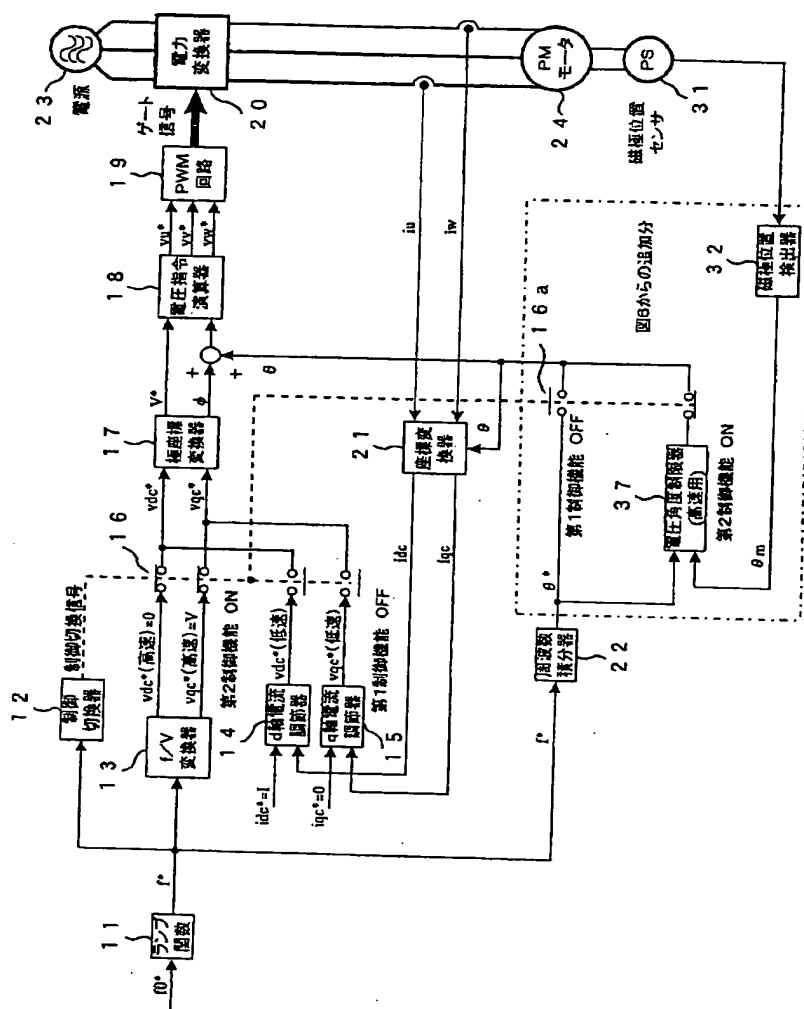 23
電源
電力
変換器
20
ゲート
信号
19
PWM
回路
vu*
vv*
vw*
18
電圧指令
演算器
V*
φ
+
+
θ
17
極座標
変換器
vdc*
vqc*
16
制御切換信号
12
制御
切換器
vdc*(高速)=0
vqc*(高速)=V
第2制御機能 ON
13
f/V
変換器
14
d軸電流
調節器
vdc*(低速)
q軸電流
調節器
15
vqc*(低速)
第1制御機能 OFF
idc*=I
iqc*=0
f*
11
ランプ
関数
f0*
iu
iw
21
座標変
換器
θ
idc
iqc
PM
モータ
24
PS
31
磁極位置
センサ
図6からの追加分
16a
第1制御機能 OFF
θ*
電圧角度制限器
(高速用)
37
第2制御機能 ON
θm
32
磁極位置
検出器
周波数
積分器
22
f*